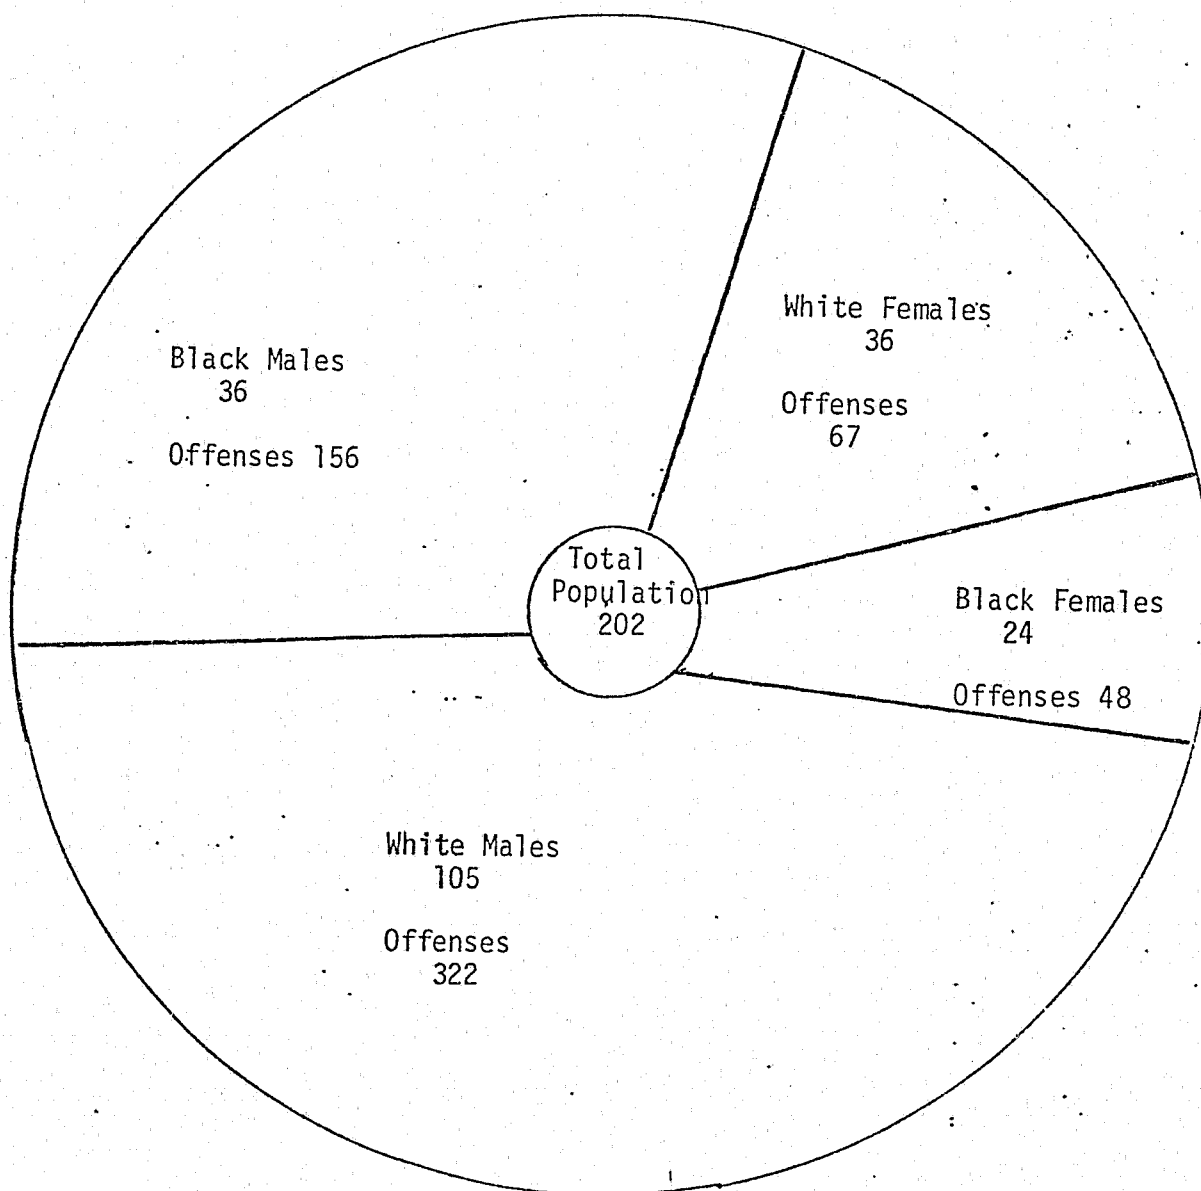 White Females
36
Offenses
67
Black Males
36
Offenses 156
Total
Population
202
Black Females
24
Offenses 48
White Males
105
Offenses
322